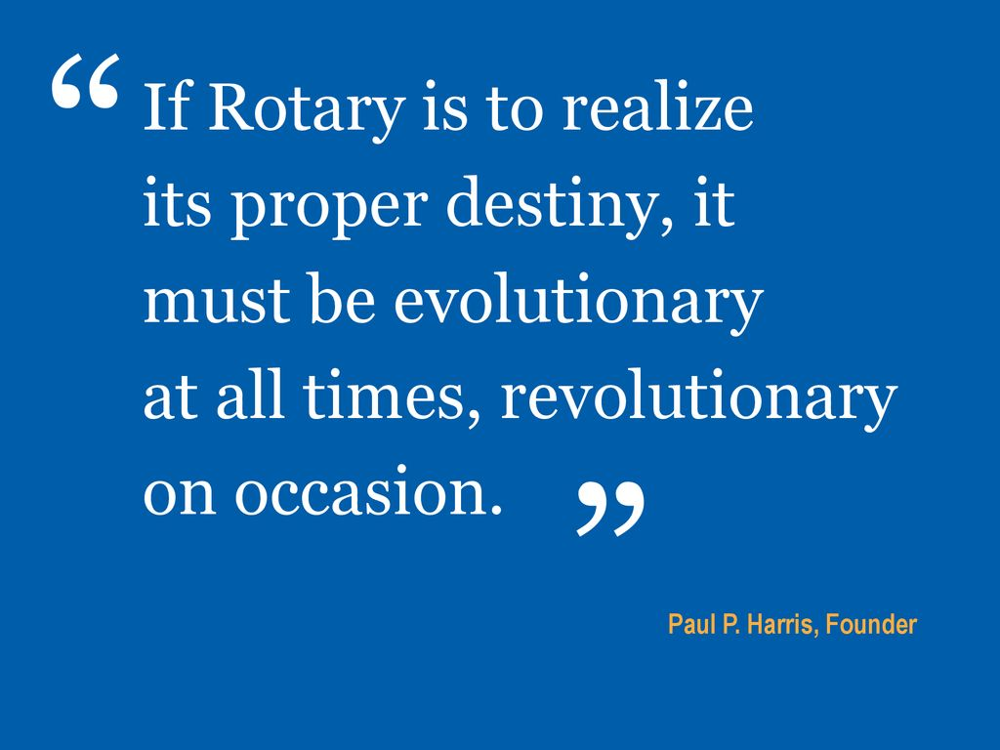 “If Rotary is to realize
its proper destiny, it
must be evolutionary
at all times, revolutionary
on occasion.”
Paul P. Harris, Founder